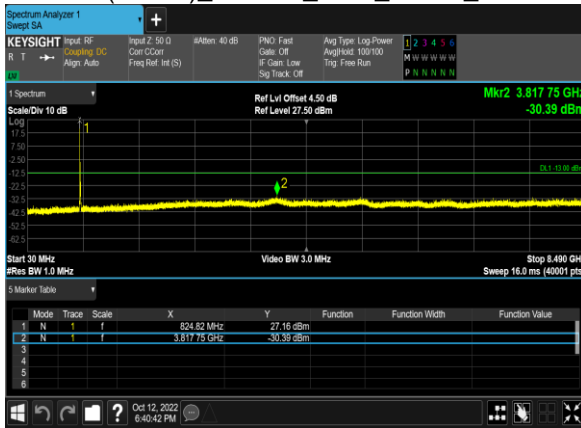 Spectrum Analyzer 1
Swept SA
+
KEYSIGHT
R T
Input: RF
Coupling: DC
Align: Auto
Input Z: 50 Ω
Corr CCorr
Freq Ref: Int (S)
#Atten: 40 dB
PNO: Fast
Gate: Off
IF Gain: Low
Sig Track: Off
Avg Type: Log-Power
Avg|Hold: 100/100
Trig: Free Run
1 2 3 4 5 6
M W W W W W
P N N N N N
1 Spectrum
Scale/Div 10 dB
Ref Lvl Offset 4.50 dB
Ref Level 27.50 dBm
Mkr2 3.817 75 GHz
-30.39 dBm
Log
17.5
7.50
-2.50
-12.5
-22.5
-32.5
-42.5
-52.5
-62.5
1
2
DL1 -13.00 dBm
Start 30 MHz
#Res BW 1.0 MHz
Video BW 3.0 MHz
Stop 8.490 GHz
Sweep 16.0 ms (40001 pts)
5 Marker Table
Mode Trace Scale X Y Function Function Width Function Value
1 N 1 f 824.82 MHz 27.16 dBm
2 N 1 f 3.817 75 GHz -30.39 dBm
3
4
5
6
?
Oct 12, 2022
6:40:42 PM